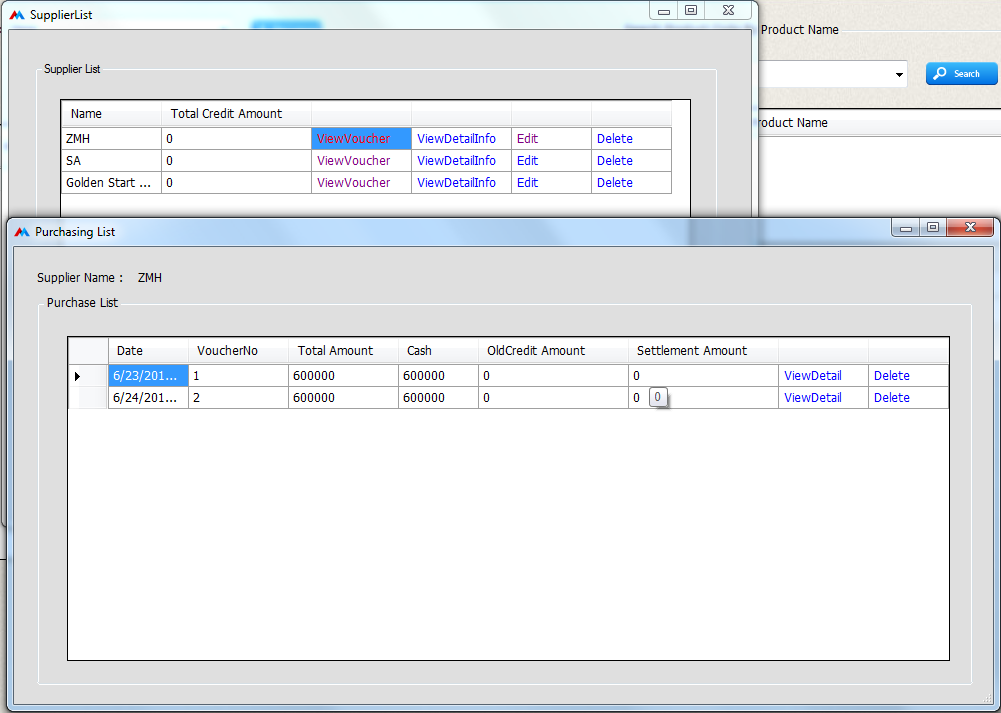 SupplierList
Product Name
Supplier List
Search
Name Total Credit Amount
roduct Name
ZMH 0 ViewVoucher ViewDetailInfo Edit Delete
SA 0 ViewVoucher ViewDetailInfo Edit Delete
Golden Start ... 0 ViewVoucher ViewDetailInfo Edit Delete
Purchasing List
Supplier Name : ZMH
Purchase List
Date VoucherNo Total Amount Cash OldCredit Amount Settlement Amount
6/23/201... 1 600000 600000 0 0 ViewDetail Delete
6/24/201... 2 600000 600000 0 0 0 ViewDetail Delete